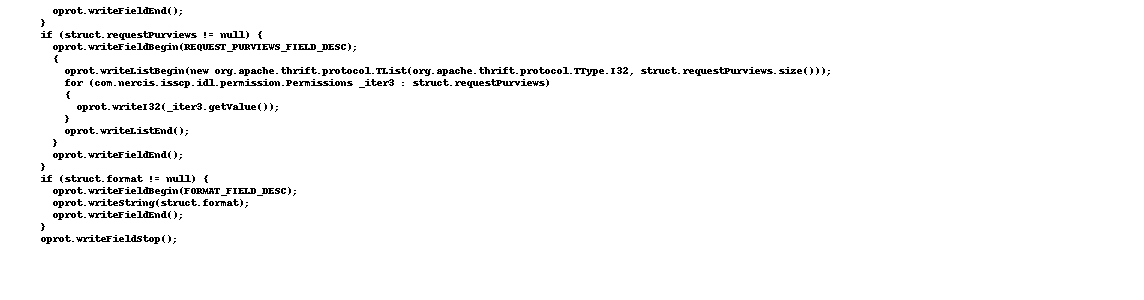 oprot.writeFieldEnd();
}
if (struct.requestPurviews != null) {
oprot.writeFieldBegin(REQUEST_PURVIEWS_FIELD_DESC);
{
oprot.writeListBegin(new org.apache.thrift.protocol.TList(org.apache.thrift.protocol.TType.I32, struct.requestPurviews.size()));
for (com.nercis.isscp.idl.permission.Permissions _iter3 : struct.requestPurviews)
{
oprot.writeI32(_iter3.getValue());
}
oprot.writeListEnd();
}
oprot.writeFieldEnd();
}
if (struct.format != null) {
oprot.writeFieldBegin(FORMAT_FIELD_DESC);
oprot.writeString(struct.format);
oprot.writeFieldEnd();
}
oprot.writeFieldStop();